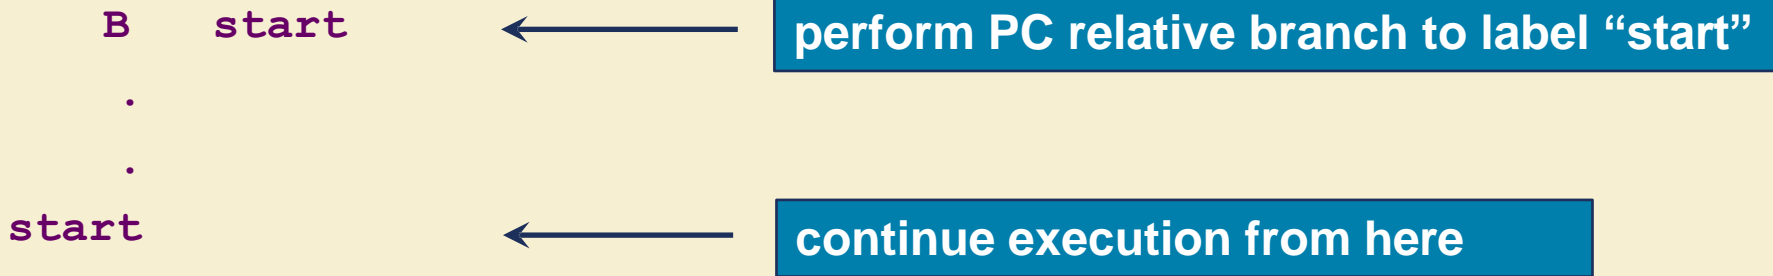 B start
perform PC relative branch to label “start”
.
.
start
continue execution from here